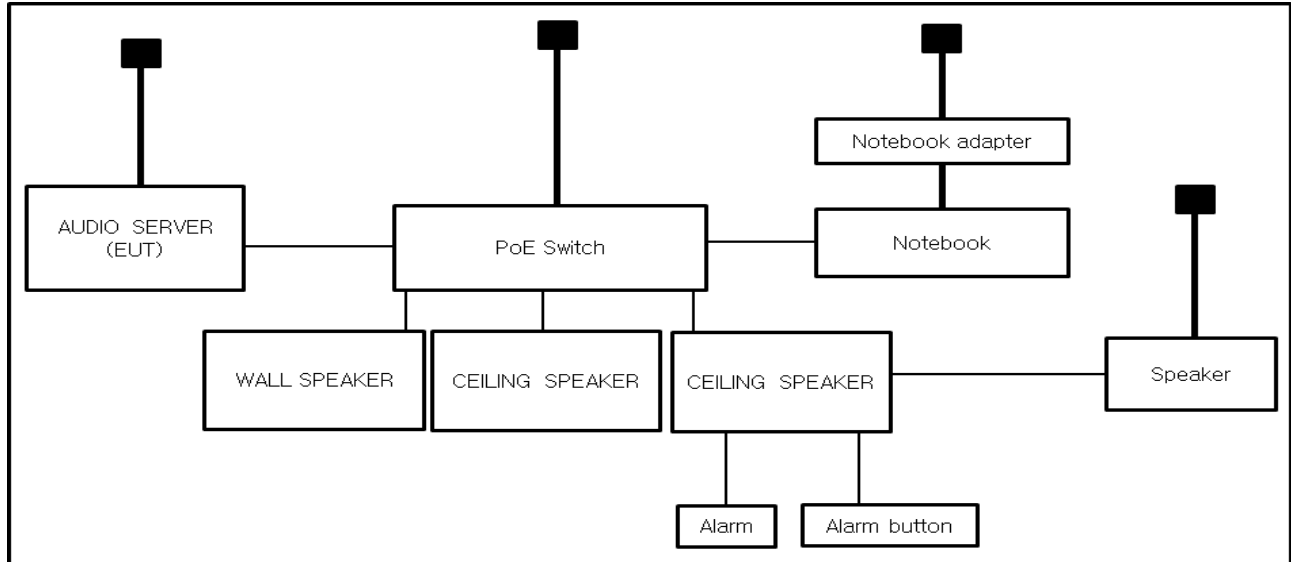 Notebook adapter
AUDIO SERVER
(EUT)
PoE Switch
Notebook
WALL SPEAKER
CEILING SPEAKER
CEILING SPEAKER
Speaker
Alarm
Alarm button